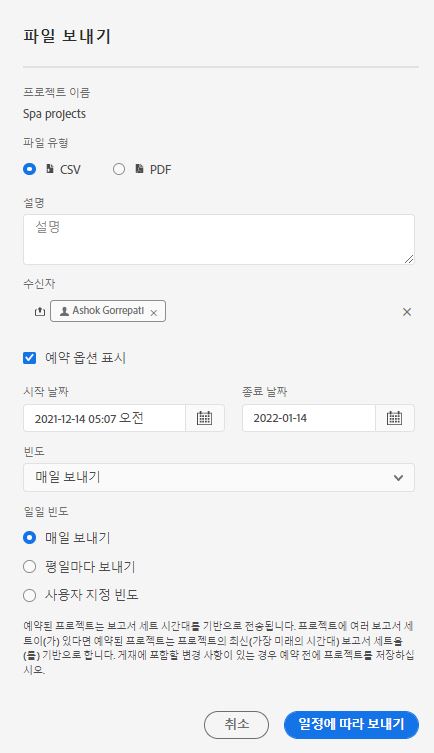 파일 보내기
프로젝트 이름
Spa projects
파일 유형
CSV PDF
설명
설명
수신자
Ashok Gorrepati
예약 옵션 표시
시작 날짜 종료 날짜
2021-12-14 05:07 오전 2022-01-14
빈도
매일 보내기
일일 빈도
매일 보내기
평일마다 보내기
사용자 지정 빈도
예약된 프로젝트는 보고서 세트 시간대를 기반으로 전송됩니다. 프로젝트에 여러 보고서 세
트이(가) 있다면 예약된 프로젝트는 프로젝트의 최신(가장 미래의 시간대) 보고서 세트을
(를) 기반으로 합니다. 게재에 포함할 변경 사항이 있는 경우 예약 전에 프로젝트를 저장하십
시오.
취소 일정에 따라 보내기